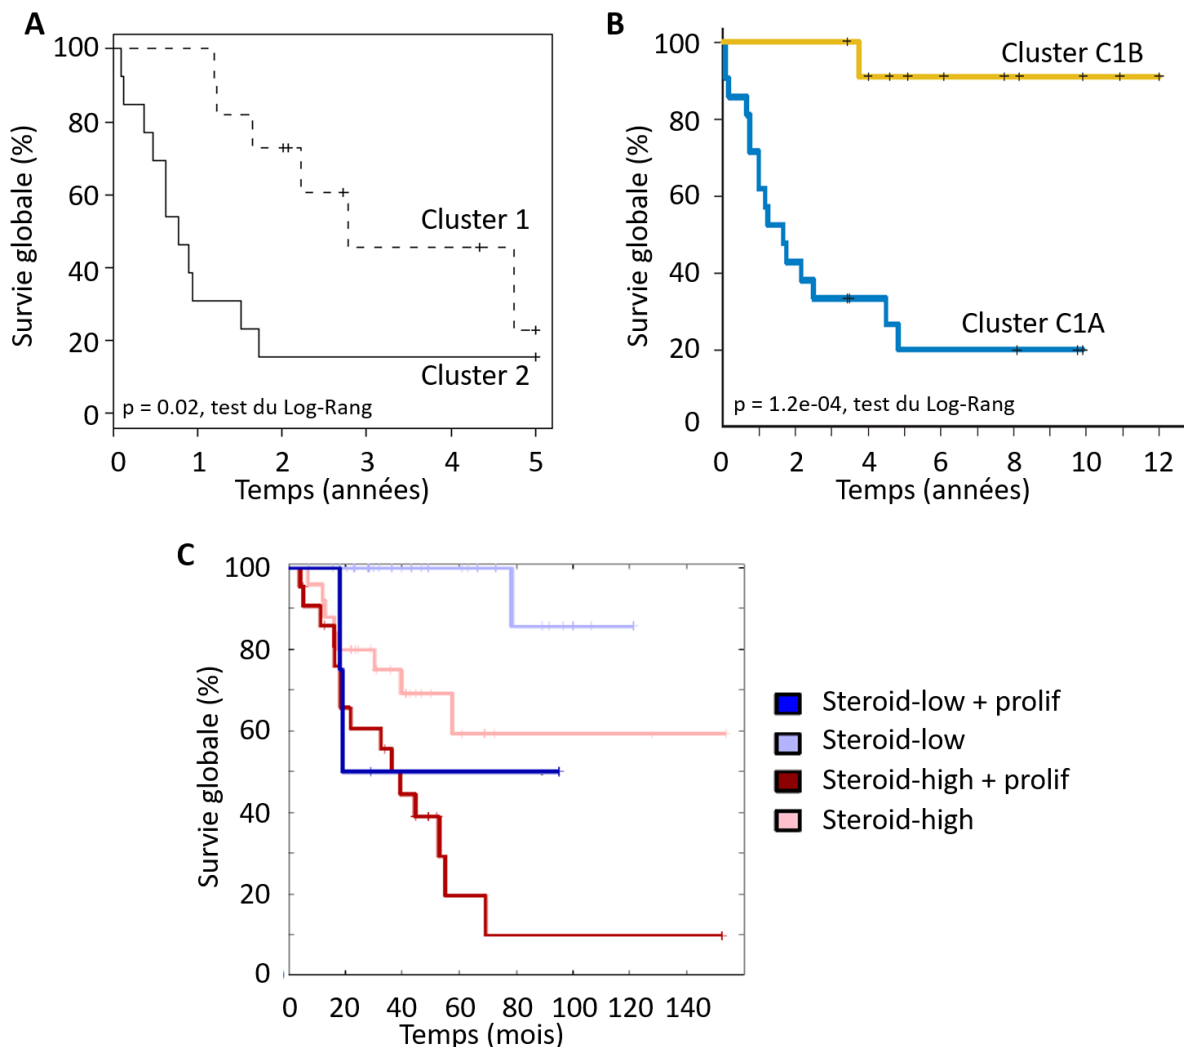 A
100
80
60
40
20
0
Survie globale (%)
Cluster 1
Cluster 2
p = 0.02, test du Log-Rang
0 1 2 3 4 5
Temps (années)
B
100
80
60
40
20
0
Survie globale (%)
Cluster C1B
Cluster C1A
p = 1.2e-04, test du Log-Rang
0 2 4 6 8 10 12
Temps (années)
C
100
80
60
40
20
0
Survie globale (%)
0 20 40 60 80 100 120 140
Temps (mois)
Steroid-low + prolif
Steroid-low
Steroid-high + prolif
Steroid-high